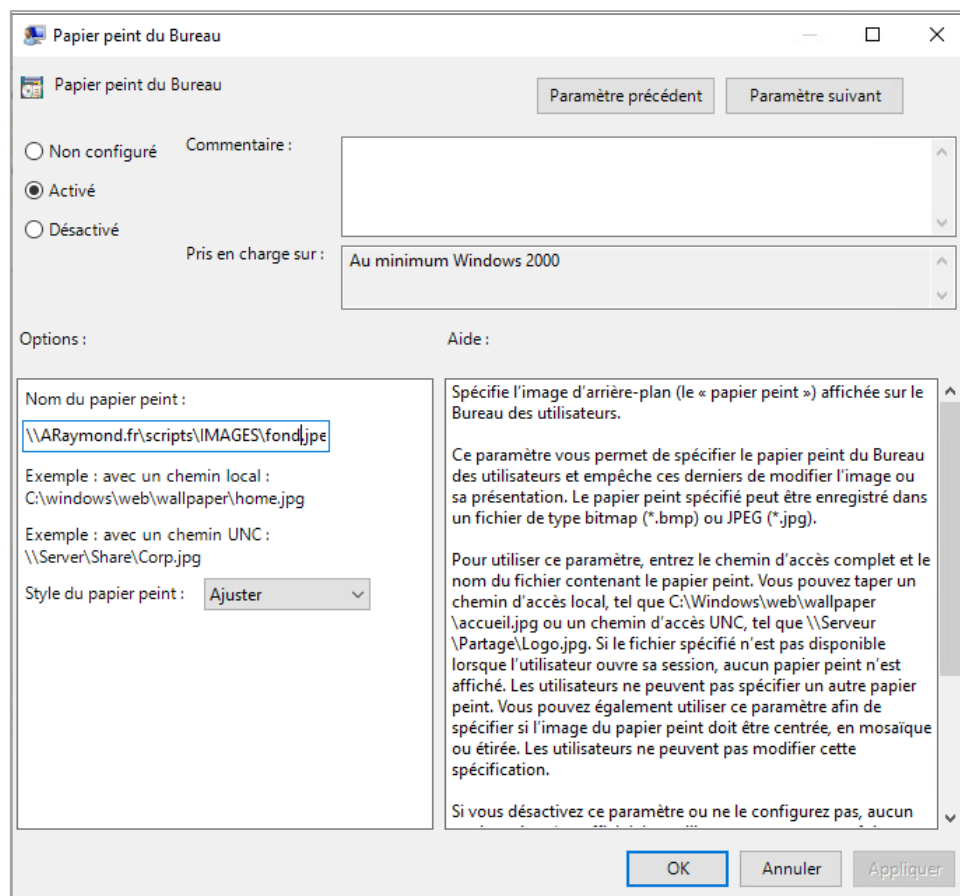 Papier peint du Bureau
Papier peint du Bureau
Paramètre précédent
Paramètre suivant
Non configuré
Commentaire :
Activé
Désactivé
Pris en charge sur :
Au minimum Windows 2000
Options :
Aide :
Nom du papier peint :
\\ARaymond.fr\scripts\IMAGES\fond.jpe
Exemple : avec un chemin local :
C:\windows\web\wallpaper\home.jpg
Exemple : avec un chemin UNC :
\\Server\Share\Corp.jpg
Style du papier peint :
Ajuster
Spécifie l'image d'arrière-plan (le « papier peint ») affichée sur le
Bureau des utilisateurs.
Ce paramètre vous permet de spécifier le papier peint du Bureau
des utilisateurs et empêche ces derniers de modifier l'image ou
sa présentation. Le papier peint spécifié peut être enregistré dans
un fichier de type bitmap (*.bmp) ou JPEG (*.jpg).
Pour utiliser ce paramètre, entrez le chemin d'accès complet et le
nom du fichier contenant le papier peint. Vous pouvez taper un
chemin d'accès local, tel que C:\Windows\web\wallpaper
\accueil.jpg ou un chemin d'accès UNC, tel que \\Serveur
\Partage\Logo.jpg. Si le fichier spécifié n'est pas disponible
lorsque l'utilisateur ouvre sa session, aucun papier peint n'est
affiché. Les utilisateurs ne peuvent pas spécifier un autre papier
peint. Vous pouvez également utiliser ce paramètre afin de
spécifier si l'image du papier peint doit être centrée, en mosaïque
ou étirée. Les utilisateurs ne peuvent pas modifier cette
spécification.
Si vous désactivez ce paramètre ou ne le configurez pas, aucun
OK
Annuler
Appliquer